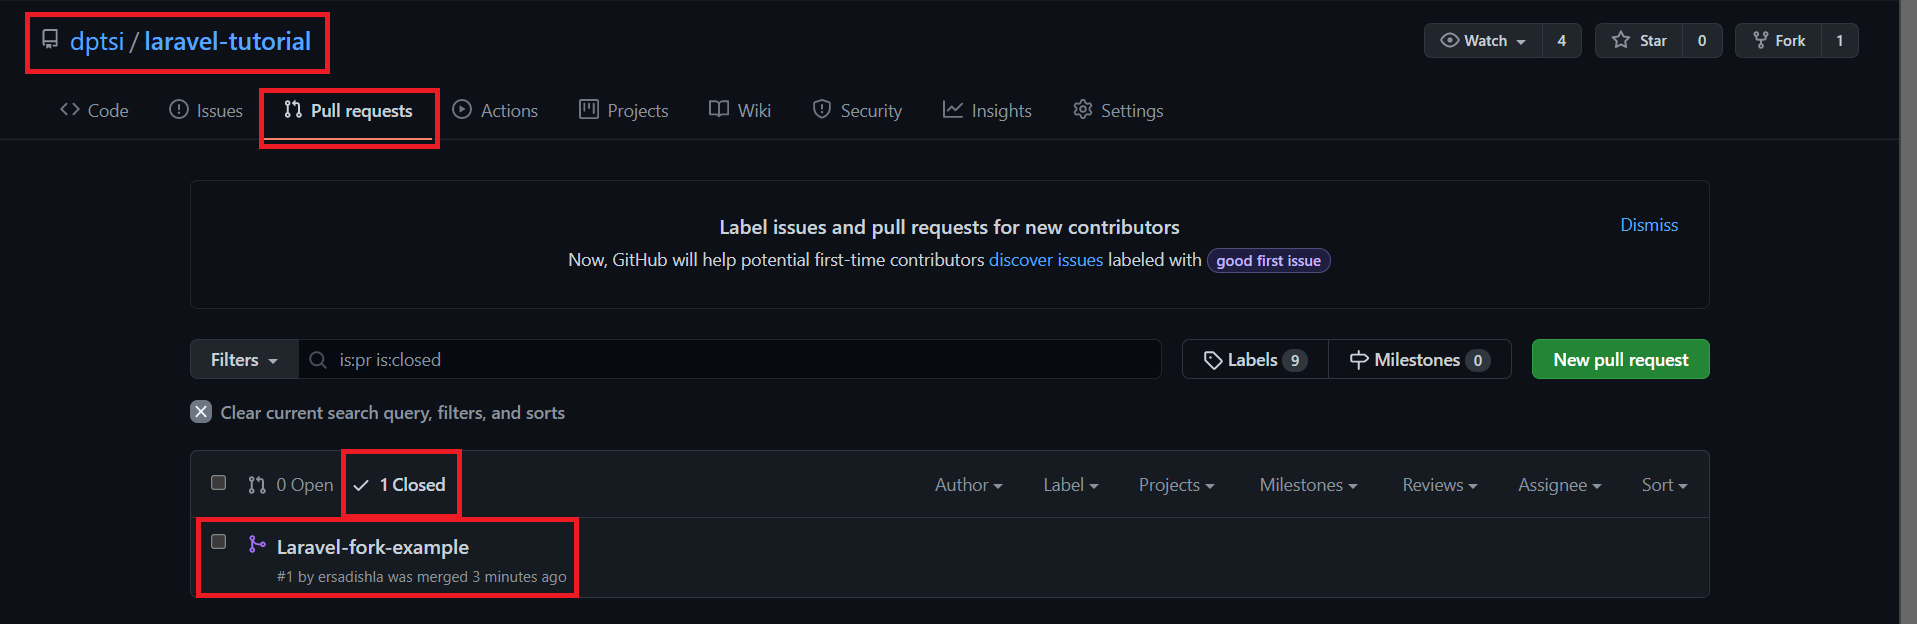 dptsi / laravel-tutorial
Watch 4 Star 0 Fork 1
Code Issues Pull requests Actions Projects Wiki Security Insights Settings
Label issues and pull requests for new contributors
Dismiss
Now, GitHub will help potential first-time contributors discover issues labeled with good first issue
Filters is:pr is:closed Labels 9 Milestones 0 New pull request
Clear current search query, filters, and sorts
0 Open 1 Closed Author Label Projects Milestones Reviews Assignee Sort
Laravel-fork-example
#1 by ersadishla was merged 3 minutes ago